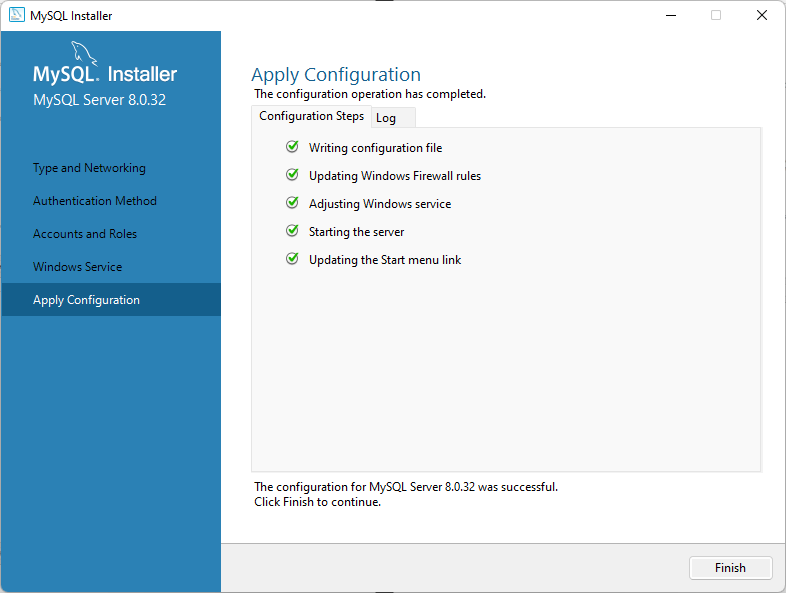 MySQL Installer
MySQL. Installer
MySQL Server 8.0.32
Type and Networking
Authentication Method
Accounts and Roles
Windows Service
Apply Configuration
Apply Configuration
The configuration operation has completed.
Configuration Steps
Log
Writing configuration file
Updating Windows Firewall rules
Adjusting Windows service
Starting the server
Updating the Start menu link
The configuration for MySQL Server 8.0.32 was successful.
Click Finish to continue.
Finish